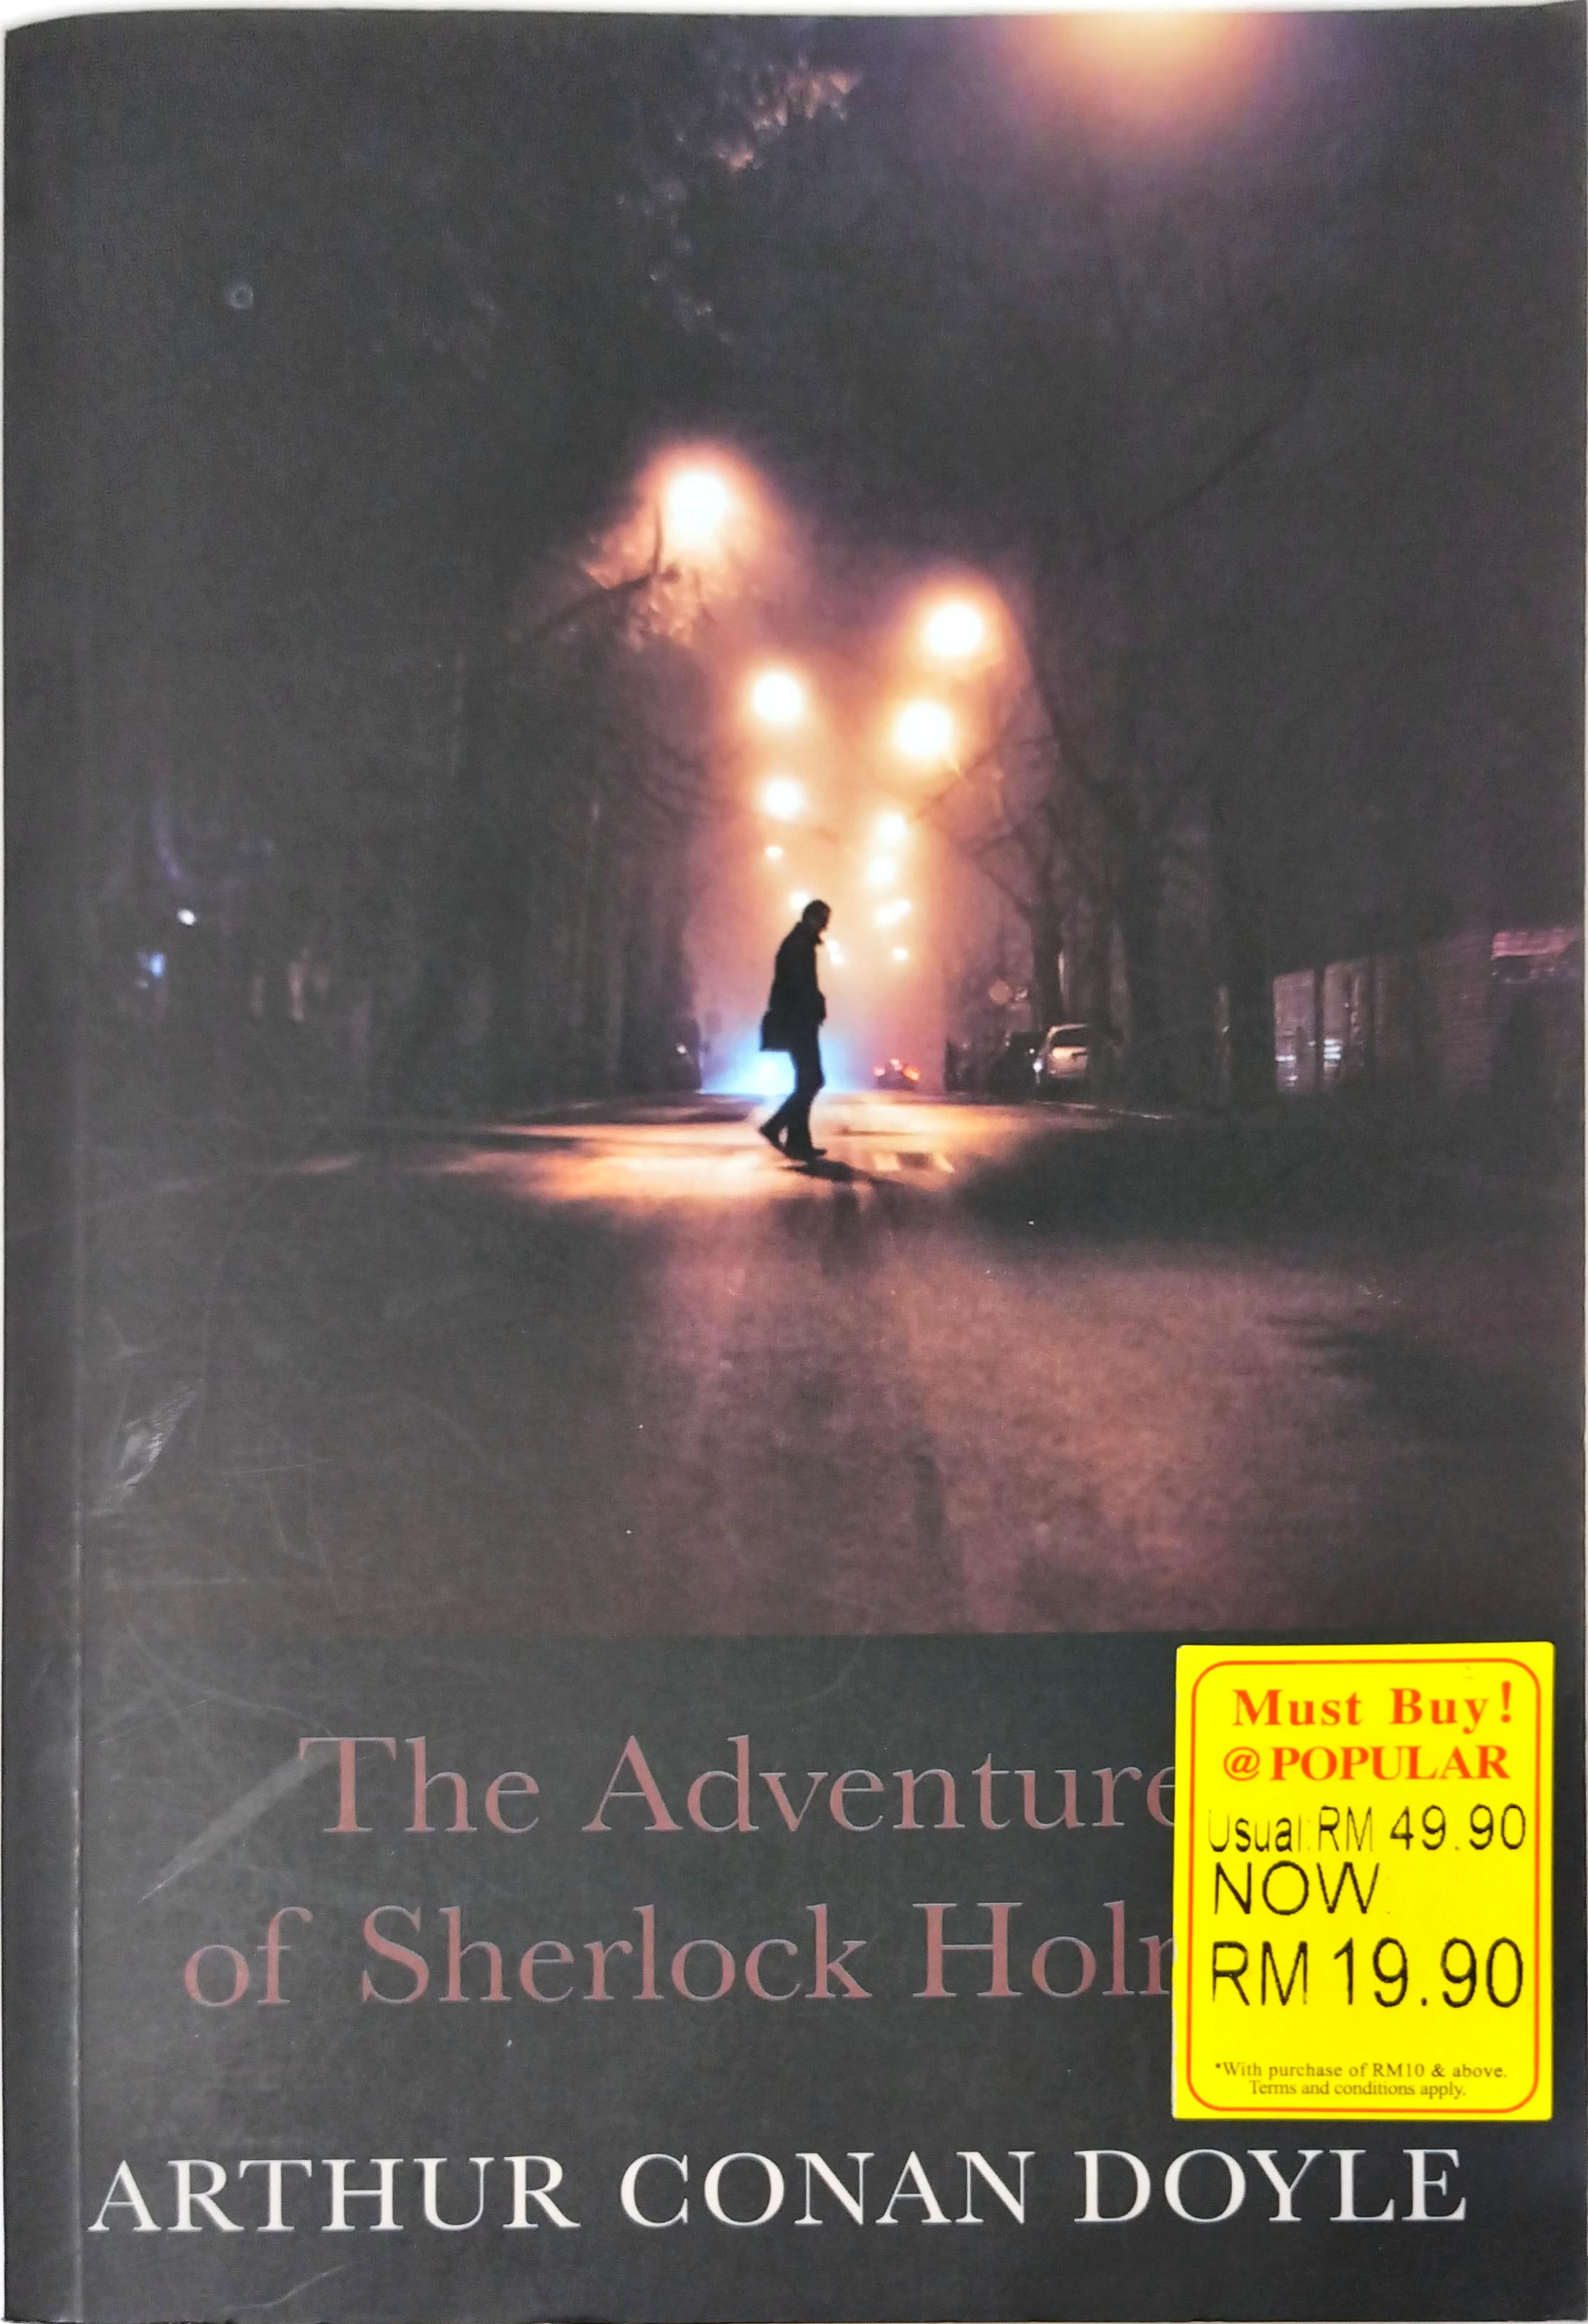 The Adventure
of Sherlock Hol
Must Buy!
@ POPULAR
Usual:RM 49.90
NOW
RM 19.90
*With purchase of RM10 & above.
Terms and conditions apply.
ARTHUR CONAN DOYLE